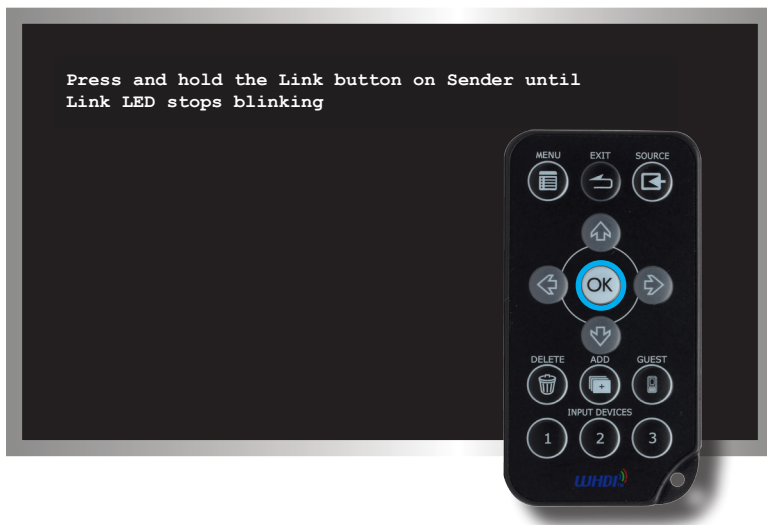 Press and hold the Link button on Sender until
Link LED stops blinking
MENU EXIT SOURCE
OK
DELETE ADD GUEST
INPUT DEVICES
1 2 3
WHDI